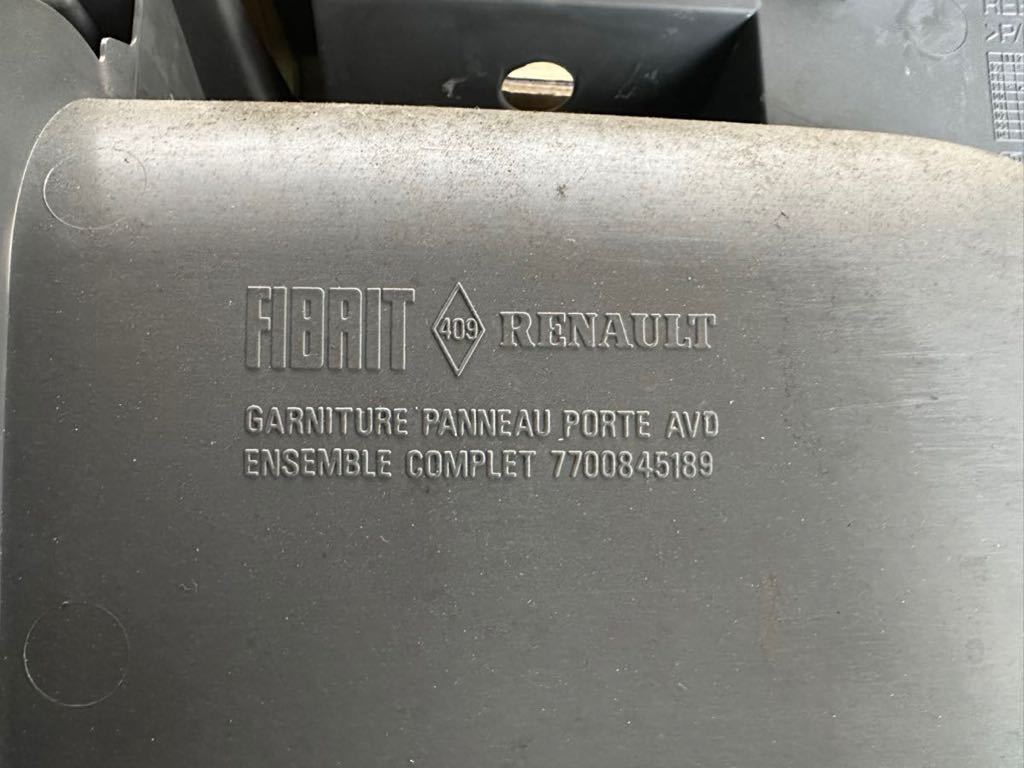 FIBRIT 409 RENAULT
GARNITURE PANNEAU PORTE AVD
ENSEMBLE COMPLET 7700845189